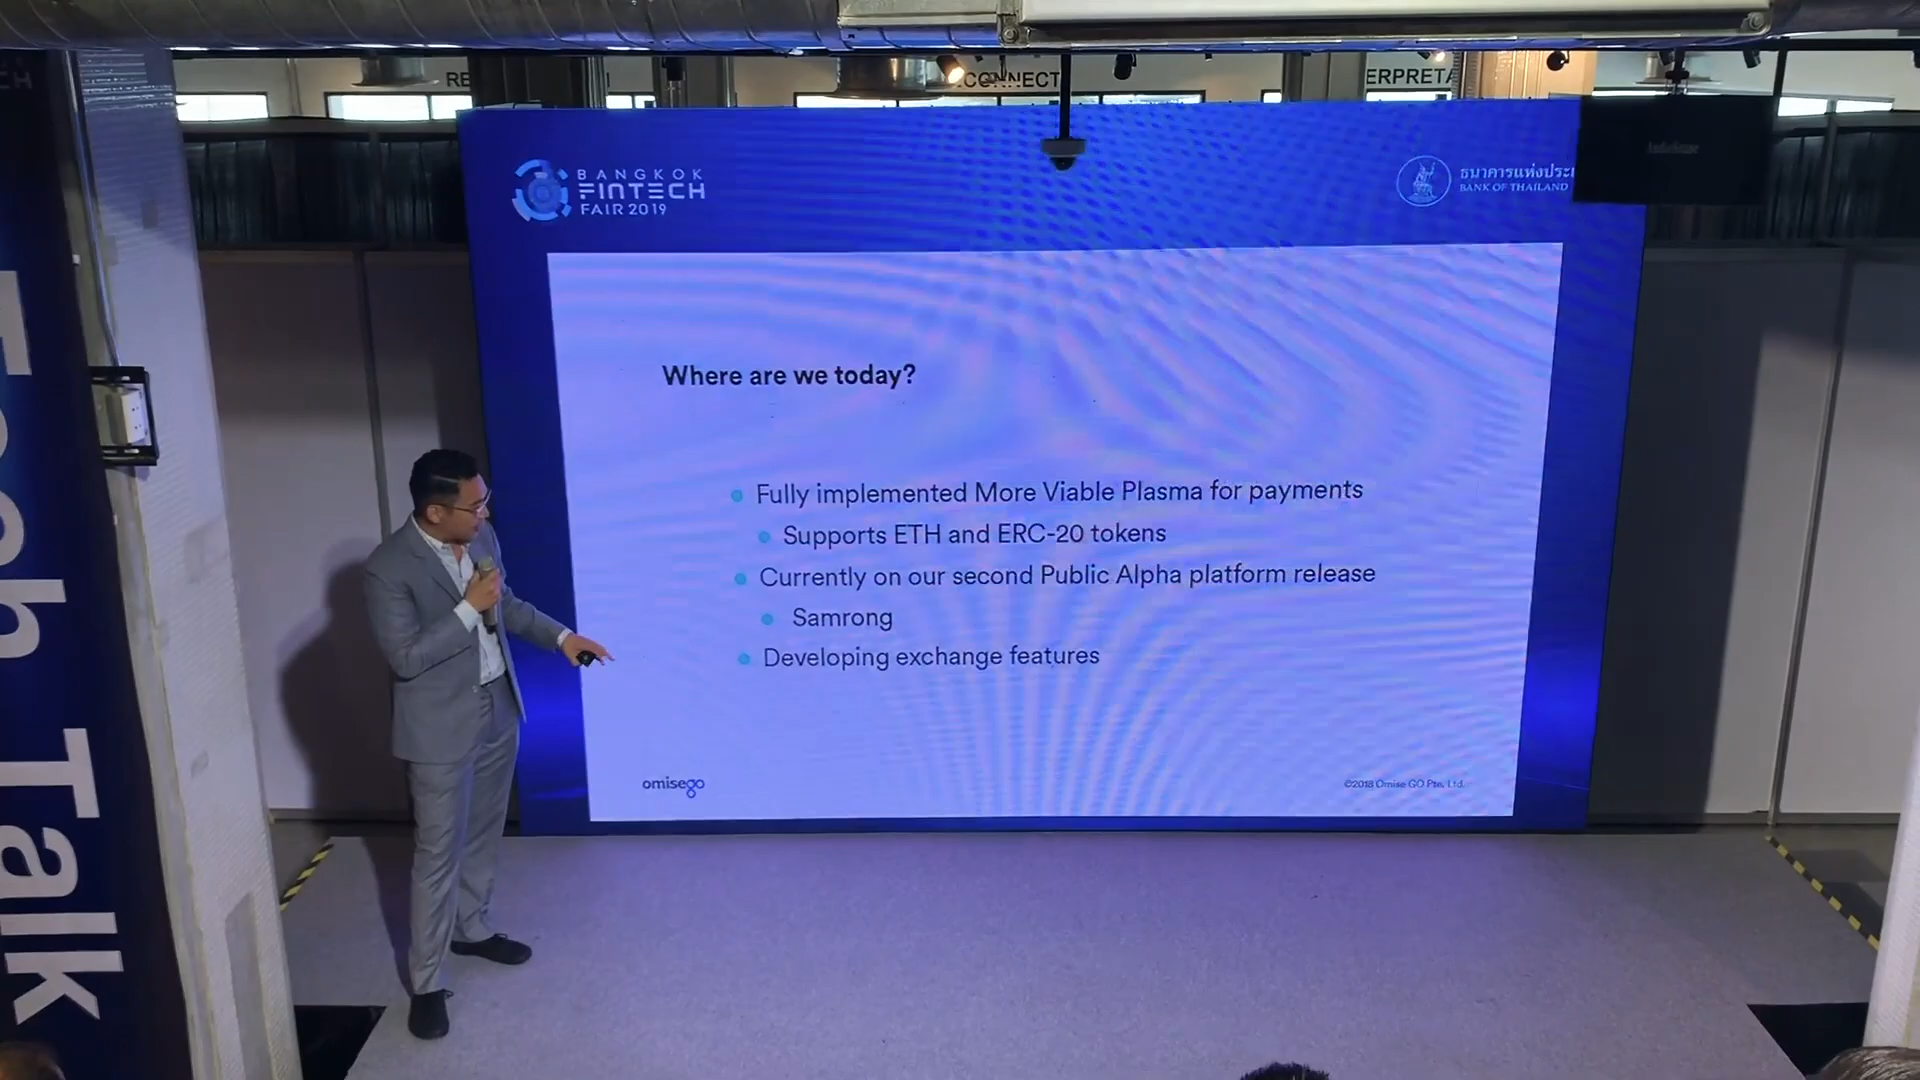 CONNECT
ERPRETA
BANGKOK
FINTECH
FAIR 2019
ธนาคารแห่งประเ
BANK OF THAILAND
Where are we today?
Fully implemented More Viable Plasma for payments
Supports ETH and ERC-20 tokens
Currently on our second Public Alpha platform release
Samrong
Developing exchange features
omisego
©2018 Omise GO Pte. Ltd.
Tech Talk